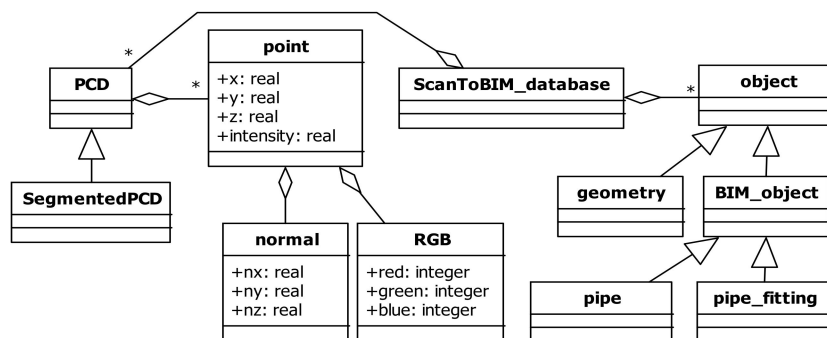 point
*
PCD
*
+x: real
+y: real
+z: real
+intensity: real
ScanToBIM_database
*
object
SegmentedPCD
geometry
BIM_object
normal
+nx: real
+ny: real
+nz: real
RGB
+red: integer
+green: integer
+blue: integer
pipe
pipe_fitting